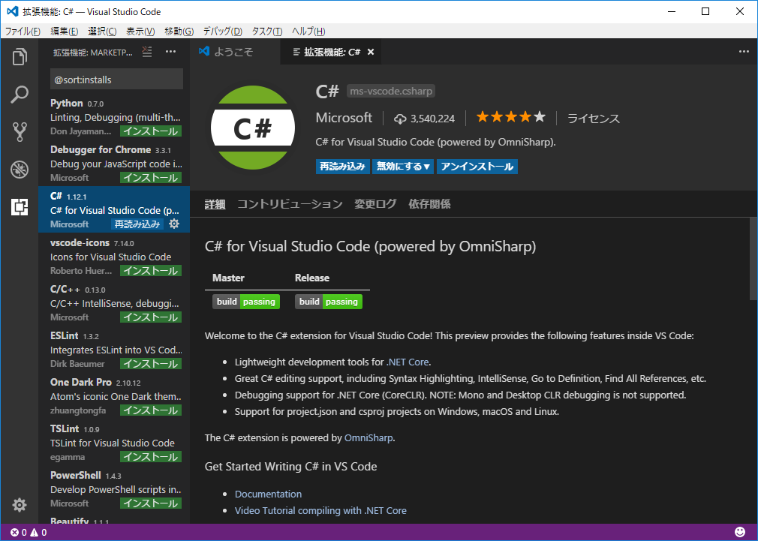 拡張機能: C# — Visual Studio Code
ファイル(F) 編集(E) 選択(C) 表示(V) 移動(G) デバッグ(D) タスク(T) ヘルプ(H)
拡張機能: MARKETP...
ようこそ
拡張機能: C#
@sort:installs
Python 0.7.0
Linting, Debugging (multi-th...
Don Jayaman... インストール
Debugger for Chrome 3.3.1
Debug your JavaScript code i...
Microsoft インストール
C# 1.12.1
C# for Visual Studio Code (p...
Microsoft 再読み込み
vscode-icons 7.14.0
Icons for Visual Studio Code
Roberto Huer... インストール
C/C++ 0.13.0
C/C++ IntelliSense, debuggi...
Microsoft インストール
ESLint 1.3.2
Integrates ESLint into VS Cod...
Dirk Baeumer インストール
One Dark Pro 2.10.12
Atom's iconic One Dark them...
zhuangtongfa インストール
TSLint 1.0.9
TSLint for Visual Studio Code
egamma インストール
PowerShell 1.4.3
Develop PowerShell scripts in...
Microsoft インストール
Beautify 1.1.1
C#
C# ms-vscode.csharp
Microsoft 3,540,224 ライセンス
C# for Visual Studio Code (powered by OmniSharp).
再読み込み 無効にする▼ アンインストール
詳細 コントリビューション 変更ログ 依存関係
C# for Visual Studio Code (powered by OmniSharp)
Master Release
build passing build passing
Welcome to the C# extension for Visual Studio Code! This preview provides the following features inside VS Code:
• Lightweight development tools for .NET Core.
• Great C# editing support, including Syntax Highlighting, IntelliSense, Go to Definition, Find All References, etc.
• Debugging support for .NET Core (CoreCLR). NOTE: Mono and Desktop CLR debugging is not supported.
• Support for project.json and csproj projects on Windows, macOS and Linux.
The C# extension is powered by OmniSharp.
Get Started Writing C# in VS Code
• Documentation
• Video Tutorial compiling with .NET Core
0 0